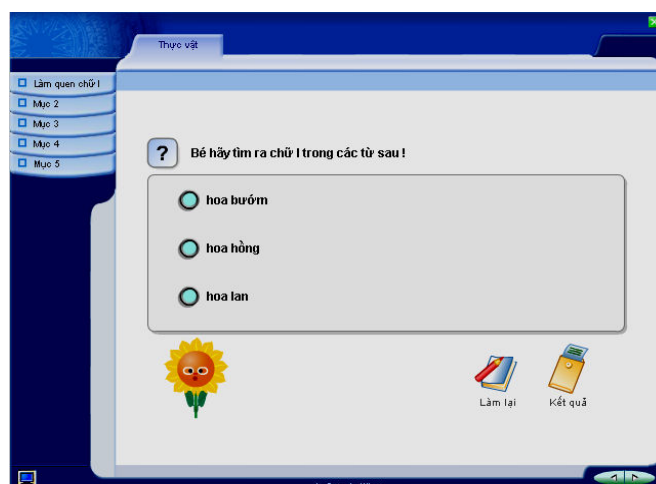 Thực vật
Làm quen chữ l
Mục 2
Mục 3
Mục 4
Mục 5
? Bé hãy tìm ra chữ l trong các từ sau !
hoa bướm
hoa hồng
hoa lan
Làm lại
Kết quả